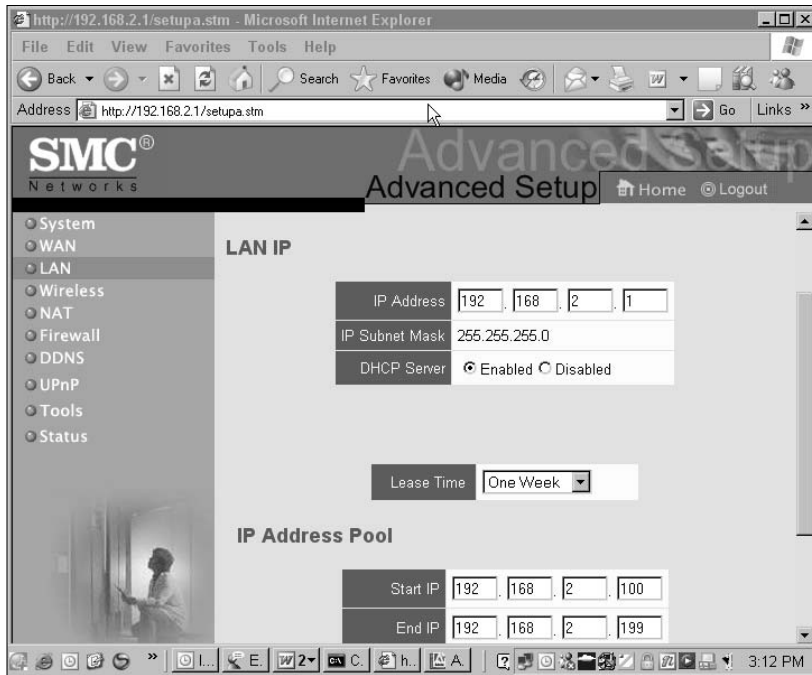 http://192.168.2.1/setupa.stm - Microsoft Internet Explorer
File Edit View Favorites Tools Help
Back Search Favorites Media
Address http://192.168.2.1/setupa.stm Go Links »
SMC®
Networks
Advanced Setup
Advanced Setup
Home Logout
System
WAN
LAN
Wireless
NAT
Firewall
DDNS
UPnP
Tools
Status
LAN IP
IP Address 192 . 168 . 2 . 1
IP Subnet Mask 255.255.255.0
DHCP Server Enabled Disabled
Lease Time One Week
IP Address Pool
Start IP 192 . 168 . 2 . 100
End IP 192 . 168 . 2 . 199
» I... E. 2 C. h.. A. 3:12 PM